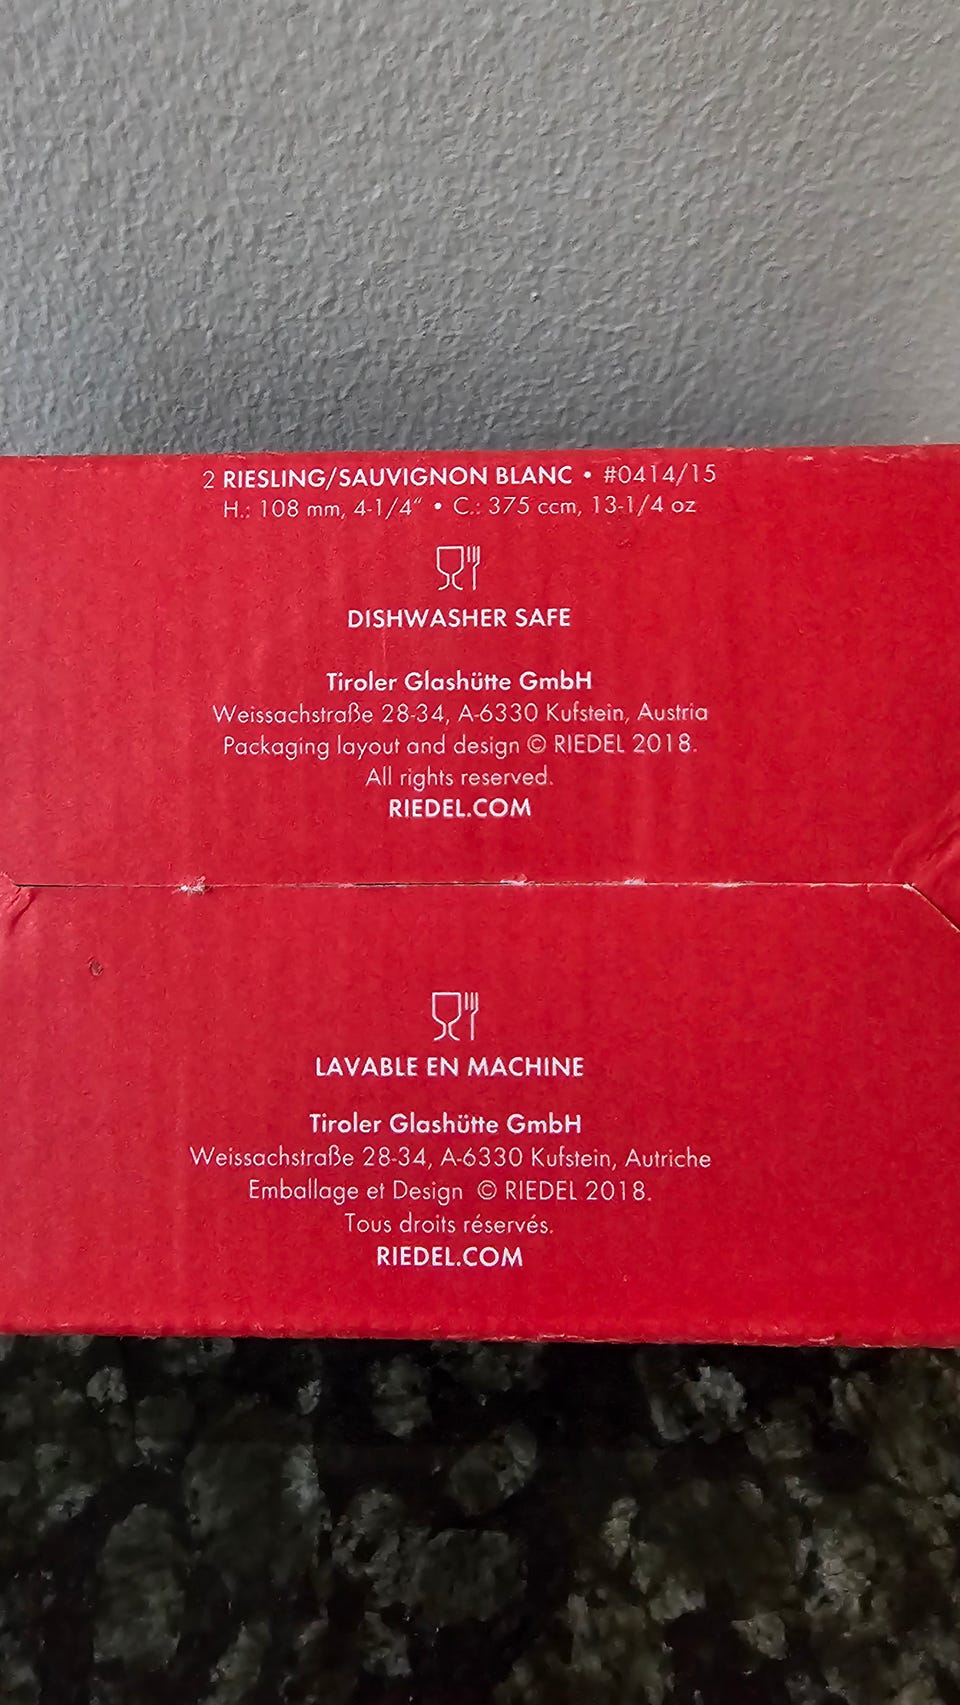 2 RIESLING/SAUVIGNON BLANC • #0414/15
H.: 108 mm, 4-1/4“ • C.: 375 ccm, 13-1/4 oz
DISHWASHER SAFE
Tiroler Glashütte GmbH
Weissachstraße 28-34, A-6330 Kufstein, Austria
Packaging layout and design © RIEDEL 2018.
All rights reserved.
RIEDEL.COM
LAVABLE EN MACHINE
Tiroler Glashütte GmbH
Weissachstraße 28-34, A-6330 Kufstein, Autriche
Emballage et Design © RIEDEL 2018.
Tous droits réservés.
RIEDEL.COM